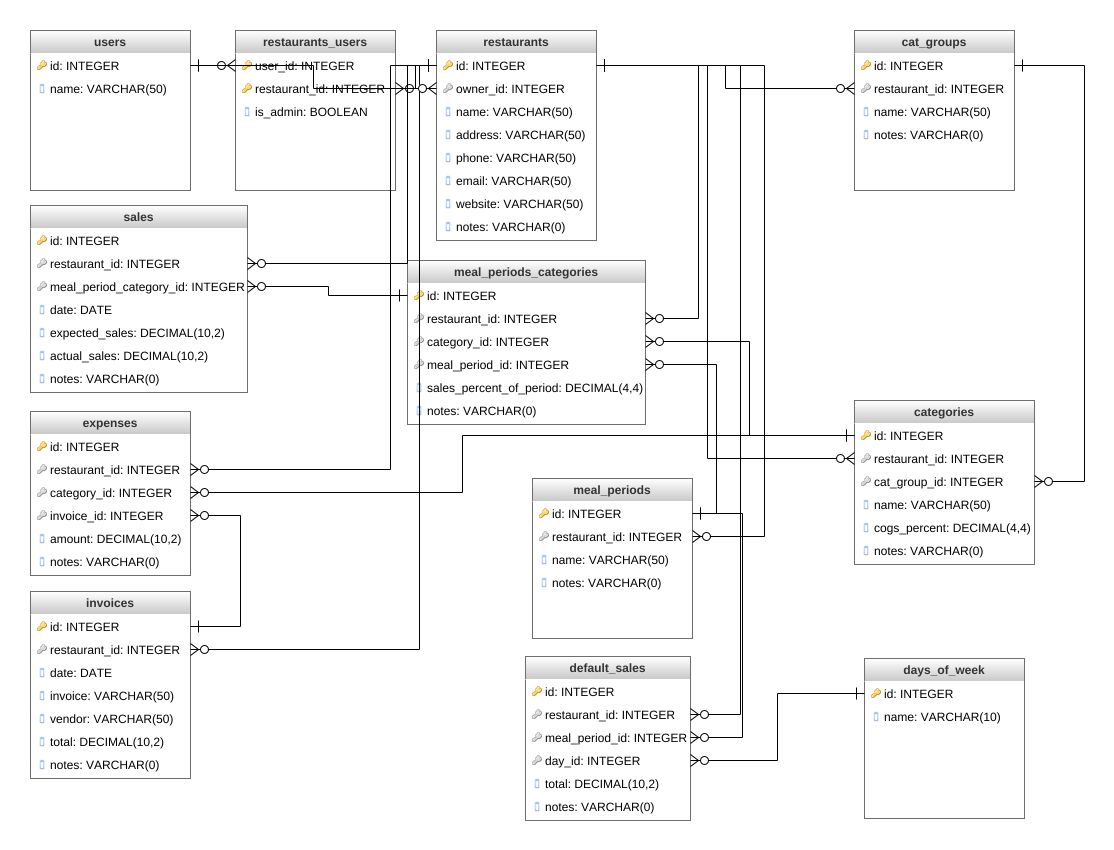 users
id: INTEGER
name: VARCHAR(50)
restaurants_users
user_id: INTEGER
restaurant_id: INTEGER
is_admin: BOOLEAN
restaurants
id: INTEGER
owner_id: INTEGER
name: VARCHAR(50)
address: VARCHAR(50)
phone: VARCHAR(50)
email: VARCHAR(50)
website: VARCHAR(50)
notes: VARCHAR(0)
cat_groups
id: INTEGER
restaurant_id: INTEGER
name: VARCHAR(50)
notes: VARCHAR(0)
sales
id: INTEGER
restaurant_id: INTEGER
meal_period_category_id: INTEGER
date: DATE
expected_sales: DECIMAL(10,2)
actual_sales: DECIMAL(10,2)
notes: VARCHAR(0)
meal_periods_categories
id: INTEGER
restaurant_id: INTEGER
category_id: INTEGER
meal_period_id: INTEGER
sales_percent_of_period: DECIMAL(4,4)
notes: VARCHAR(0)
expenses
id: INTEGER
restaurant_id: INTEGER
category_id: INTEGER
invoice_id: INTEGER
amount: DECIMAL(10,2)
notes: VARCHAR(0)
categories
id: INTEGER
restaurant_id: INTEGER
cat_group_id: INTEGER
name: VARCHAR(50)
cogs_percent: DECIMAL(4,4)
notes: VARCHAR(0)
meal_periods
id: INTEGER
restaurant_id: INTEGER
name: VARCHAR(50)
notes: VARCHAR(0)
invoices
id: INTEGER
restaurant_id: INTEGER
date: DATE
invoice: VARCHAR(50)
vendor: VARCHAR(50)
total: DECIMAL(10,2)
notes: VARCHAR(0)
default_sales
id: INTEGER
restaurant_id: INTEGER
meal_period_id: INTEGER
day_id: INTEGER
total: DECIMAL(10,2)
notes: VARCHAR(0)
days_of_week
id: INTEGER
name: VARCHAR(10)